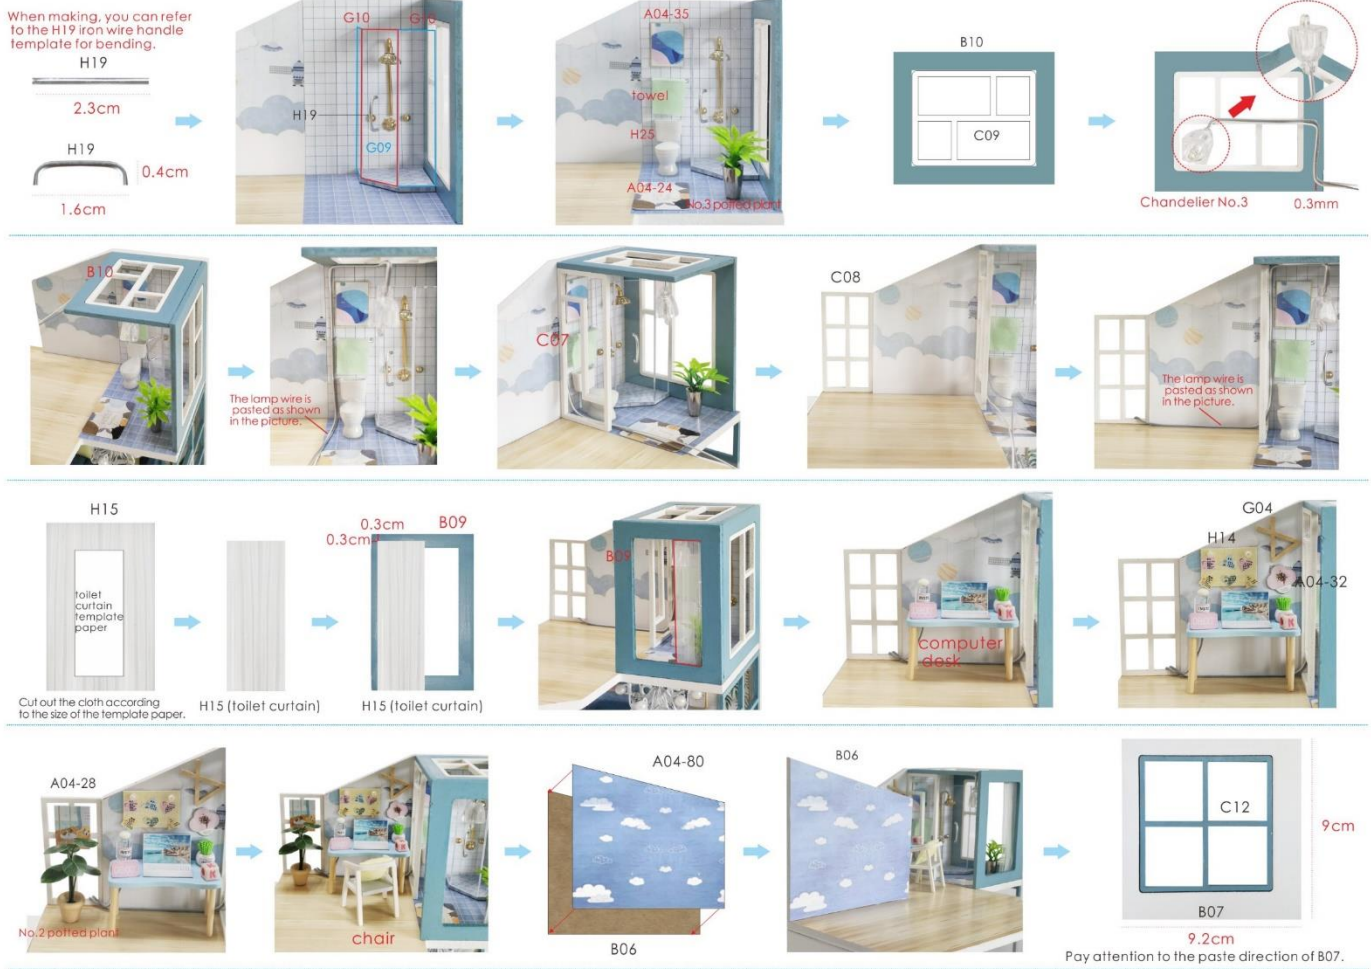 When making, you can refer
to the H19 iron wire handle
template for bending.
H19
2.3cm
H19
0.4cm
1.6cm
G10
G10
H19
G09
A04-35
towel
H25
A04-24
No.3 potted plant
B10
C09
Chandelier No.3
0.3mm
B10
The lamp wire is
pasted as shown
in the picture.
C07
C08
The lamp wire is
pasted as shown
in the picture.
H15
toilet
curtain
template
paper
Cut out the cloth according
to the size of the template paper.
H15 (toilet curtain)
0.3cm
0.3cm
B09
H15 (toilet curtain)
B09
computer
desk
G04
H14
A04-32
A04-28
No.2 potted plant
chair
A04-80
B06
B06
C12
9cm
B07
9.2cm
Pay attention to the paste direction of B07.